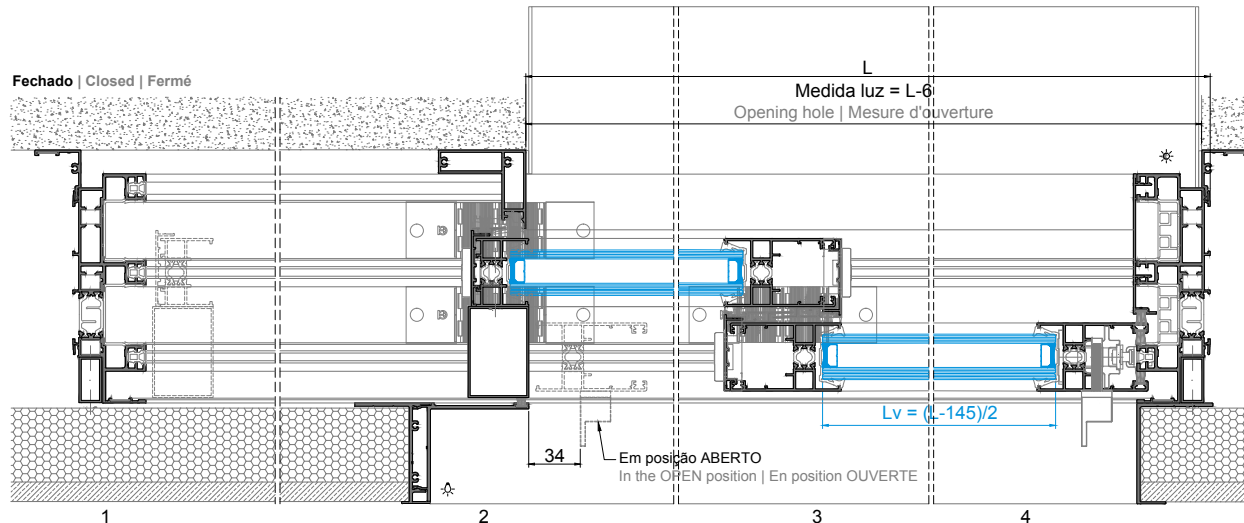 L
Medida luz = L-6
Opening hole | Mesure d'ouverture
Fechado | Closed | Fermé
Lv = (L-145)/2
34
Em posição ABERTO
In the OPEN position | En position OUVERTE
1
2
3
4